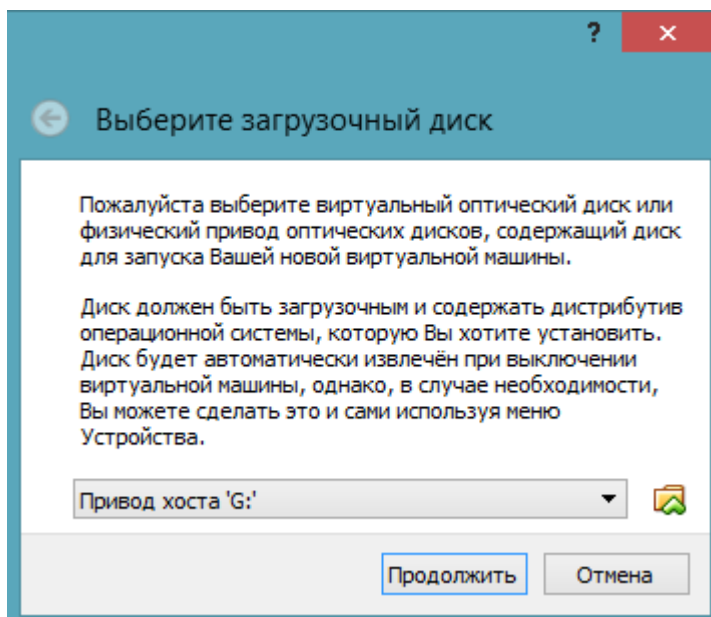 ?
Выберите загрузочный диск
Пожалуйста выберите виртуальный оптический диск или
физический привод оптических дисков, содержащий диск
для запуска Вашей новой виртуальной машины.
Диск должен быть загрузочным и содержать дистрибутив
операционной системы, которую Вы хотите установить.
Диск будет автоматически извлечён при выключении
виртуальной машины, однако, в случае необходимости,
Вы можете сделать это и сами используя меню
Устройства.
Привод хоста 'G:'
Продолжить Отмена